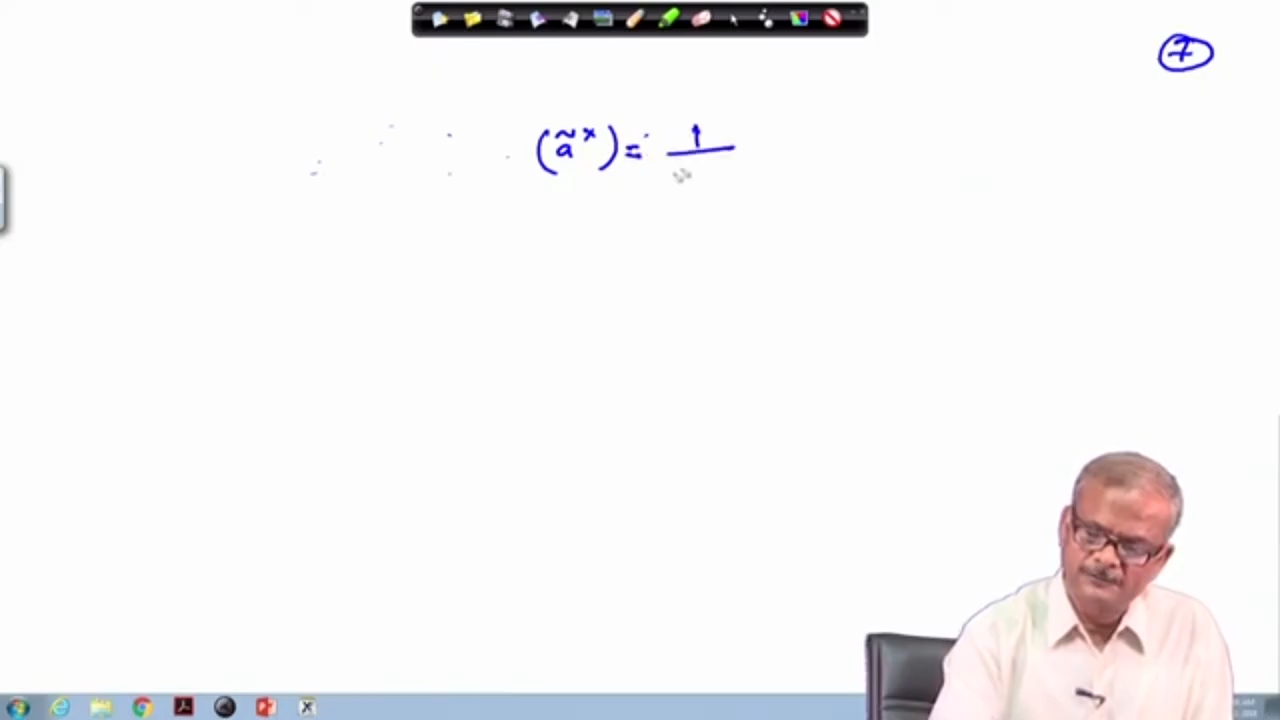 7
(ã^x) = 1/